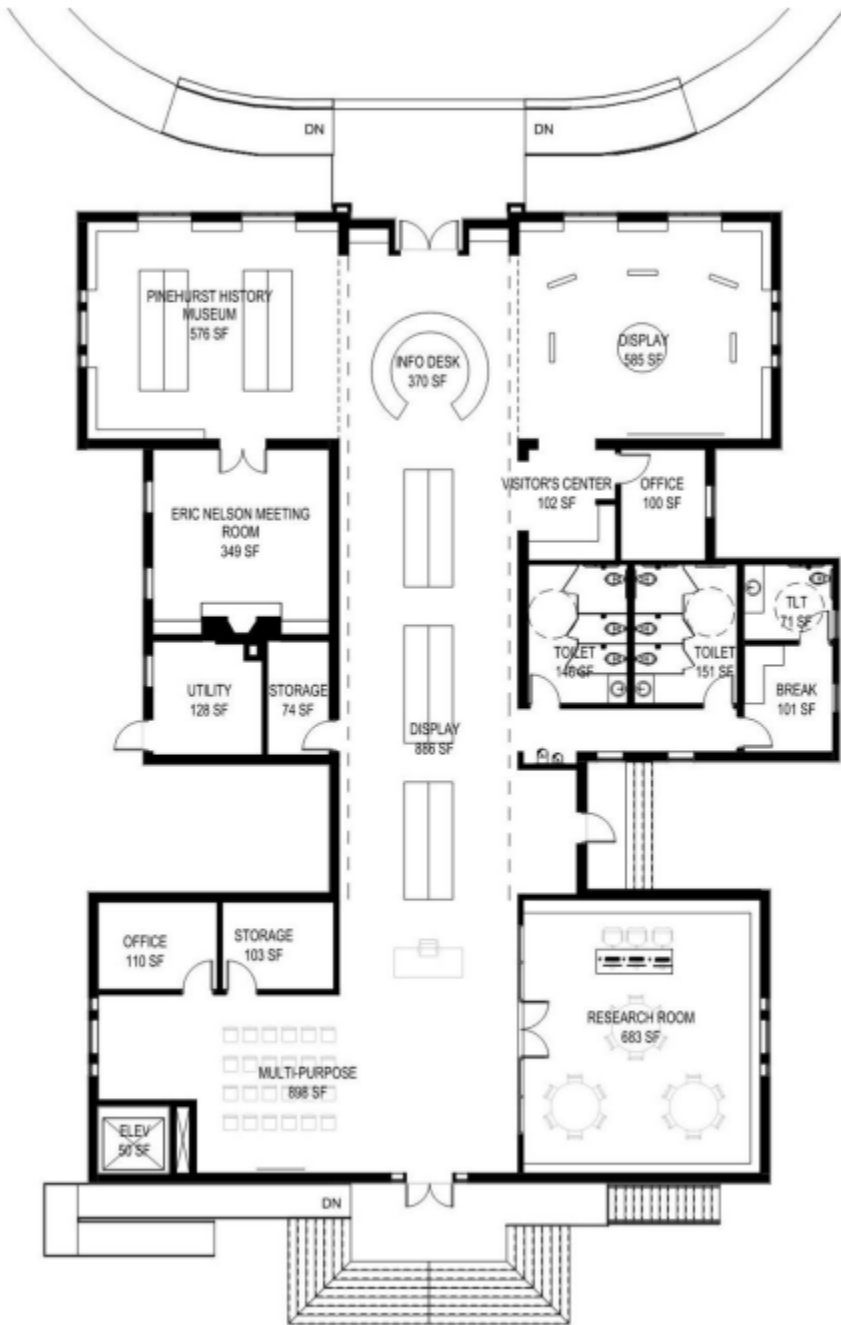 DN
DN
PINEHURST HISTORY
MUSEUM
576 SF
INFO DESK
370 SF
DISPLAY
585 SF
VISITOR'S CENTER
102 SF
OFFICE
100 SF
ERIC NELSON MEETING
ROOM
349 SF
TLT
71 SF
TOILET
146 SF
TOILET
151 SF
UTILITY
128 SF
STORAGE
74 SF
BREAK
101 SF
DISPLAY
886 SF
OFFICE
110 SF
STORAGE
103 SF
RESEARCH ROOM
683 SF
MULTI-PURPOSE
898 SF
ELEV
50 SF
DN